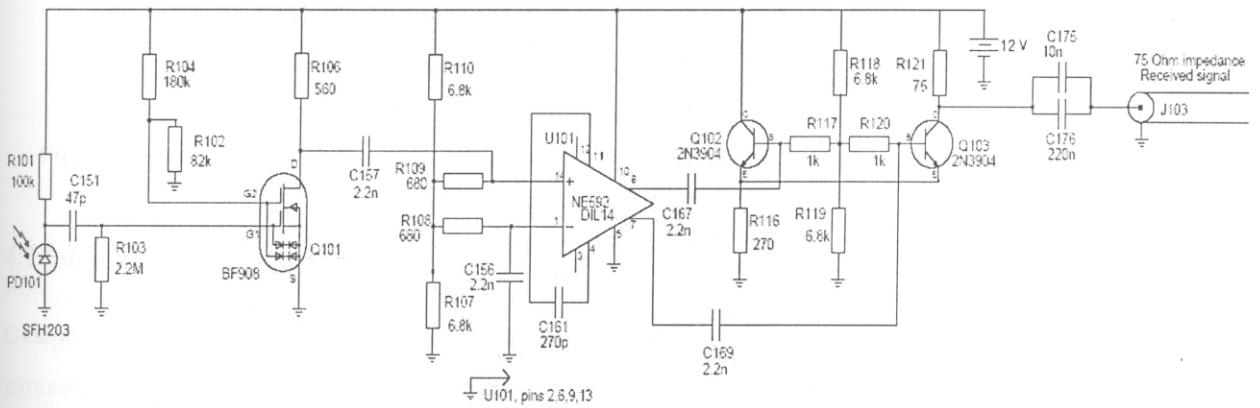 R104
180k
R106
560
R110
6.8k
R102
82k
R101
100k
C151
47p
R103
2.2M
PD101
SFH203
G2
G1
D
S
BF908
Q101
C157
2.2n
R109
680
R108
680
C156
2.2n
R107
6.8k
U101
12
11
14
+
1
-
NE592
DIL14
10
8
7
5
3
4
C161
270p
U101, pins 2,6,9,13
C167
2.2n
C169
2.2n
Q102
2N3904
C
B
E
R117
1k
R118
6.8k
R120
1k
R116
270
R119
6.8k
R121
75
C
B
E
Q103
2N3904
12 V
C175
10n
C176
220n
75 Ohm impedance
Received signal
J103